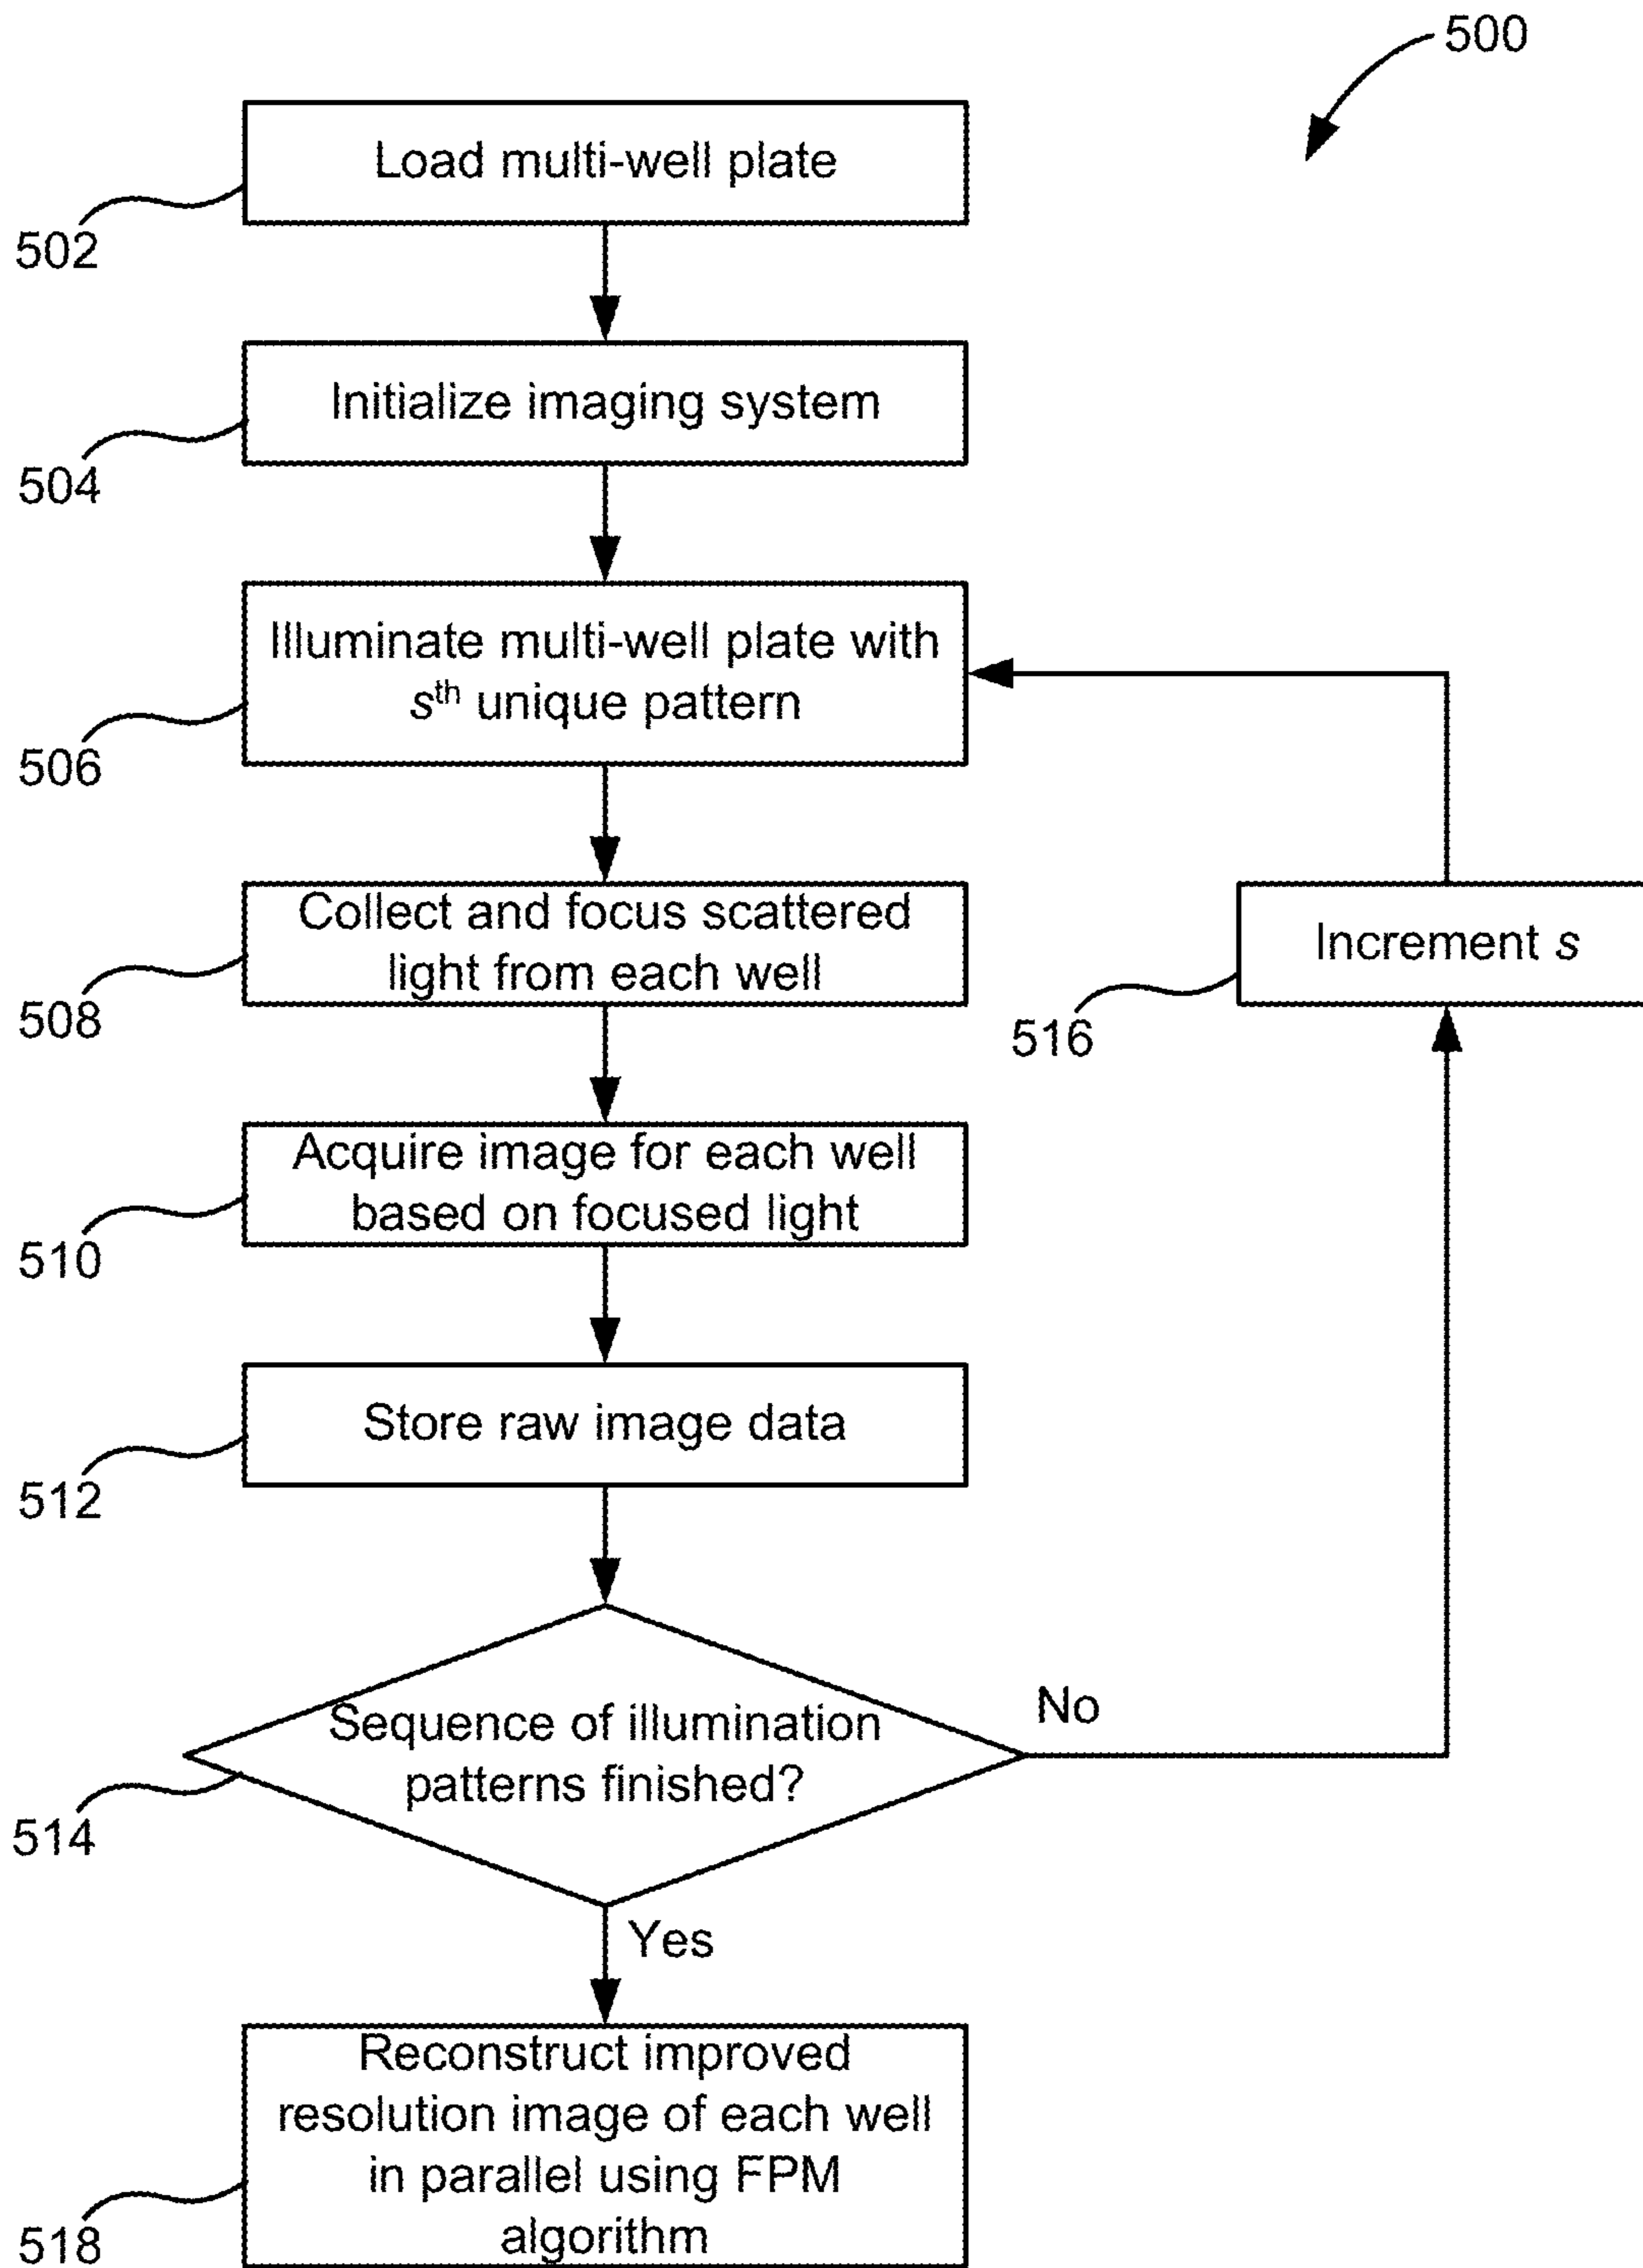 500
Load multi-well plate
502
Initialize imaging system
504
Illuminate multi-well plate with
sth unique pattern
506
Collect and focus scattered
light from each well
508
Increment s
516
Acquire image for each well
based on focused light
510
Store raw image data
512
Sequence of illumination
patterns finished?
514
No
Yes
Reconstruct improved
resolution image of each well
in parallel using FPM
algorithm
518